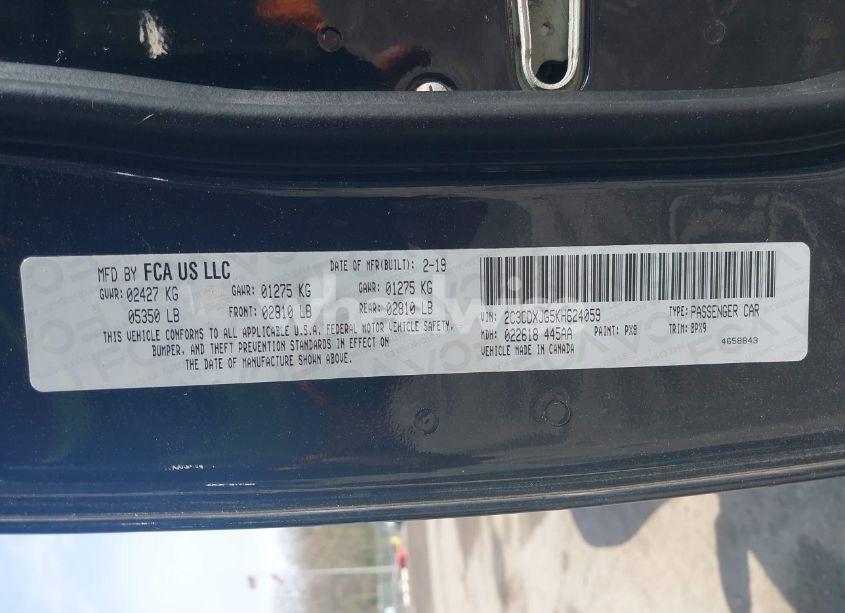 MFD BY FCA US LLC DATE OF MFR(BUILT): 2-19
GVWR: 02427 KG GAWR: 01275 KG GAWR: 01275 KG
05350 LB FRONT: 02810 LB REAR: 02810 LB
THIS VEHICLE CONFORMS TO ALL APPLICABLE U.S.A. FEDERAL MOTOR VEHICLE SAFETY,
BUMPER, AND THEFT PREVENTION STANDARDS IN EFFECT ON
THE DATE OF MANUFACTURE SHOWN ABOVE.
VIN: 2C3CDXJG5KH624059 TYPE: PASSENGER CAR
MDH: 022618 445AA PAINT: PX8 TRIM: BPX9
VEHICLE MADE IN CANADA 4658843